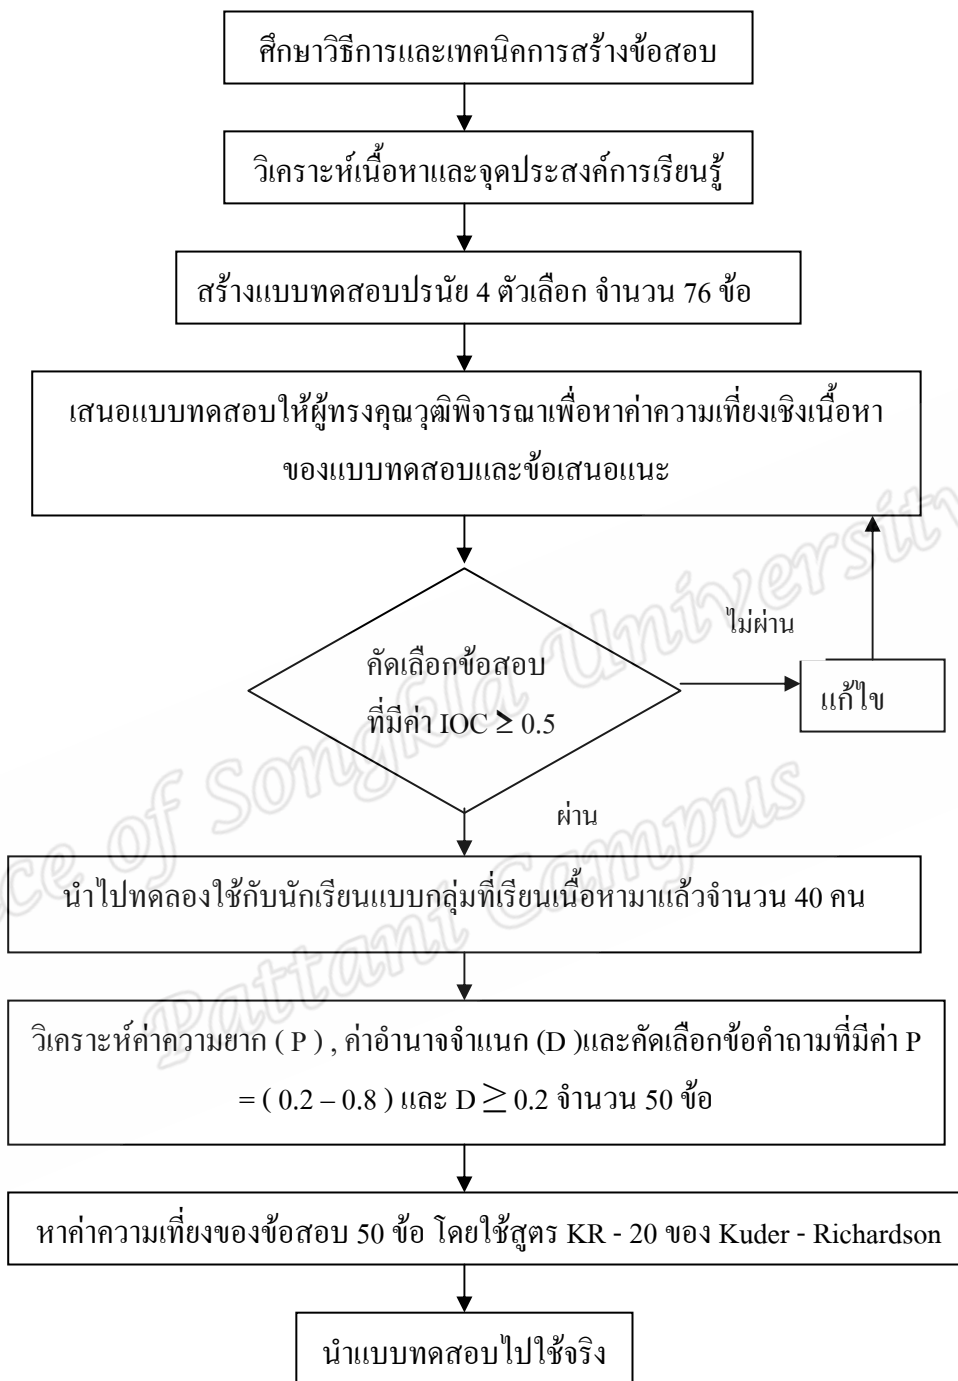 ศึกษาวิธีการและเทคนิคการสร้างข้อสอบ
วิเคราะห์เนื้อหาและจุดประสงค์การเรียนรู้
สร้างแบบทดสอบปรนัย 4 ตัวเลือก จำนวน 76 ข้อ
เสนอแบบทดสอบให้ผู้ทรงคุณวุฒิพิจารณาเพื่อหาค่าความเที่ยงเชิงเนื้อหา
ของแบบทดสอบและข้อเสนอแนะ
ไม่ผ่าน
คัดเลือกข้อสอบ
ที่มีค่า IOC ≥ 0.5
แก้ไข
ผ่าน
นำไปทดลองใช้กับนักเรียนแบบกลุ่มที่เรียนเนื้อหามาแล้วจำนวน 40 คน
วิเคราะห์ค่าความยาก ( P ) , ค่าอำนาจจำแนก (D )และคัดเลือกข้อคำถามที่มีค่า P
= ( 0.2 – 0.8 ) และ D ≥ 0.2 จำนวน 50 ข้อ
หาค่าความเที่ยงของข้อสอบ 50 ข้อ โดยใช้สูตร KR - 20 ของ Kuder - Richardson
นำแบบทดสอบไปใช้จริง
ce of Songkla University
Pattani Campus